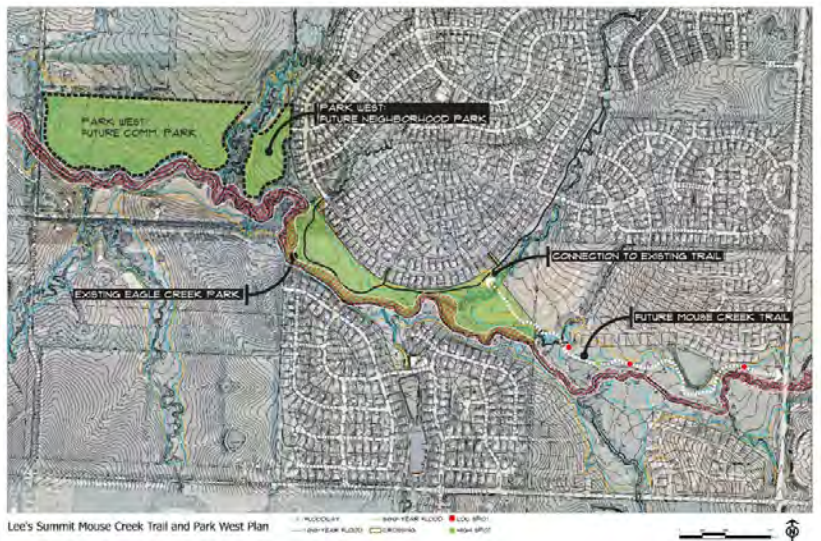 PARK WEST:
FUTURE COMM. PARK
PARK WEST:
FUTURE NEIGHBORHOOD PARK
CONNECTION TO EXISTING TRAIL
EXISTING EAGLE CREEK PARK
FUTURE MOUSE CREEK TRAIL
Lee's Summit Mouse Creek Trail and Park West Plan
FLOODWAY
500-YEAR FLOOD
LOW SPOT
100-YEAR FLOOD
CROSSING
HIGH SPOT